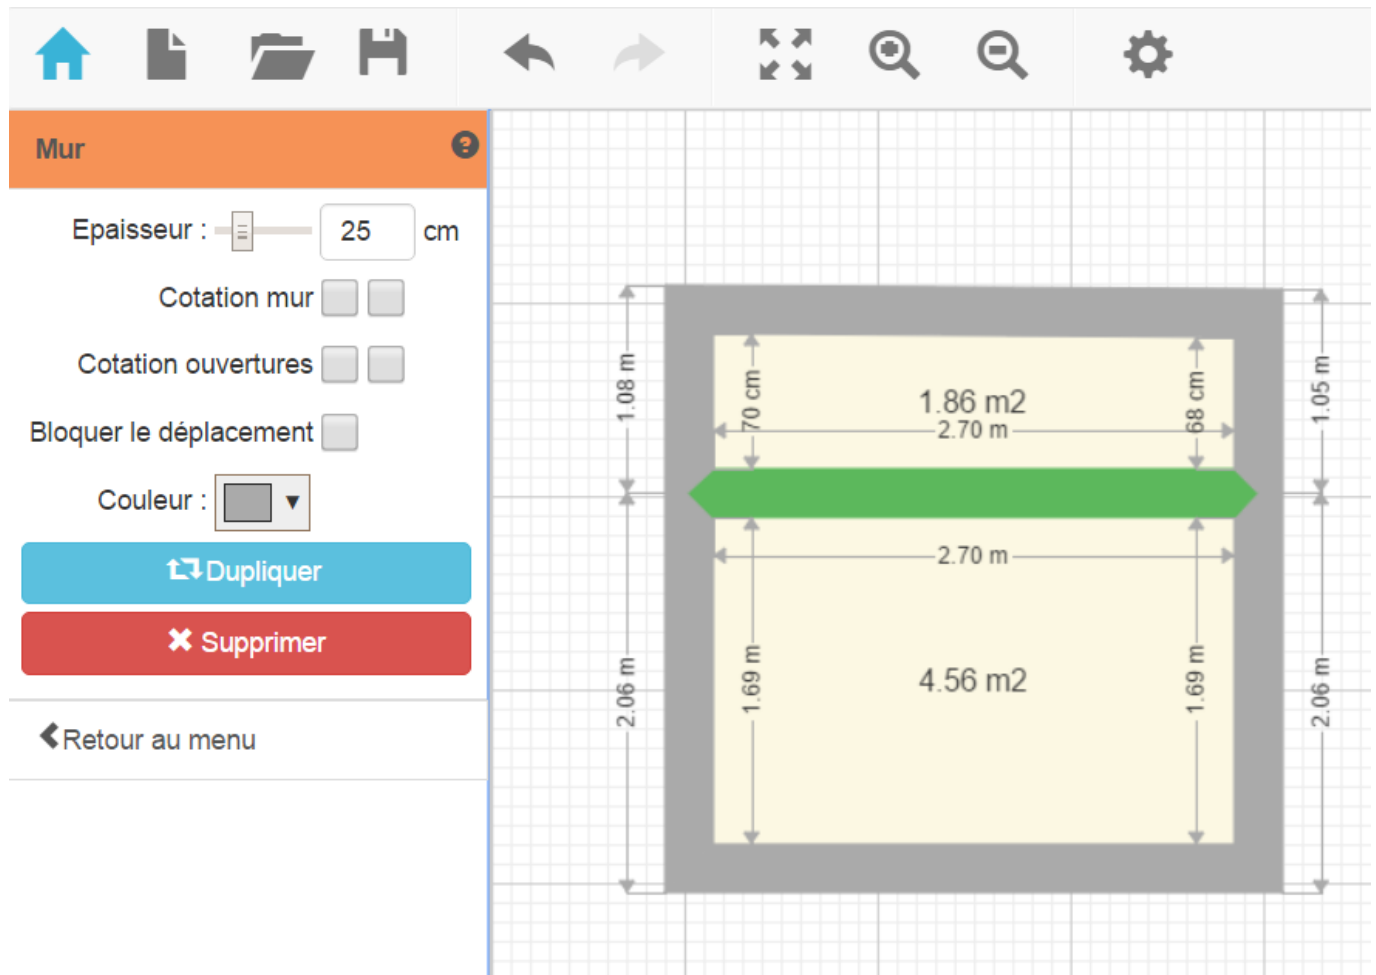 Mur
Epaisseur : 25 cm
Cotation mur
Cotation ouvertures
Bloquer le déplacement
Couleur :
Dupliquer
Supprimer
Retour au menu
1.08 m
70 cm
1.86 m2
2.70 m
68 cm
1.05 m
2.70 m
2.06 m
1.69 m
4.56 m2
1.69 m
2.06 m